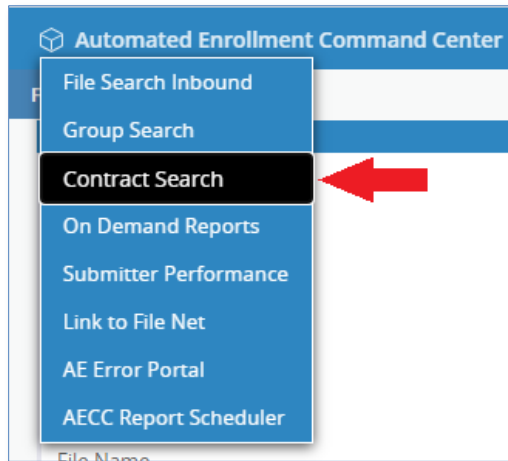 Automated Enrollment Command Center
F
File Search Inbound
Group Search
Contract Search
On Demand Reports
Submitter Performance
Link to File Net
AE Error Portal
AECC Report Scheduler
File Name